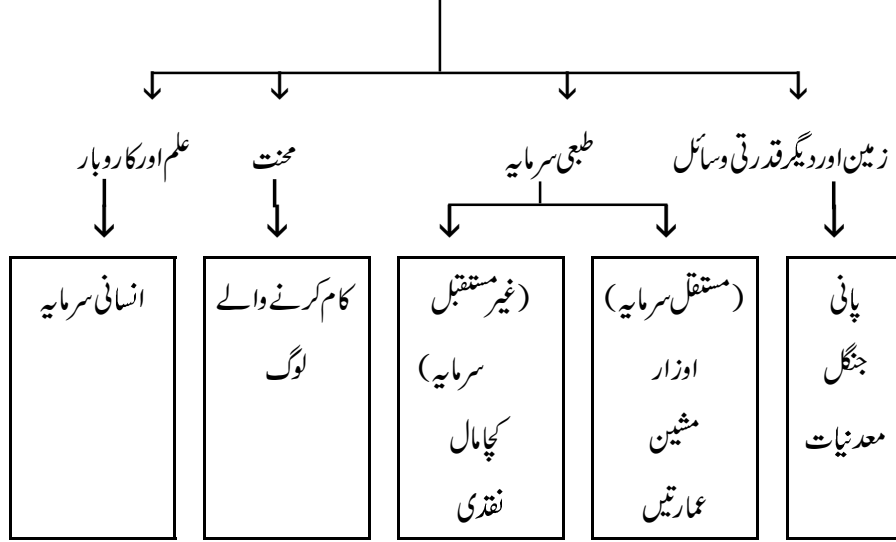 زمین اور دیگر قدرتی وسائل
طبعی سرمایہ
محنت
علم اور کاروبار
پانی
جنگل
معدنیات
(مستقل سرمایہ)
اوزار
مشین
عمارتیں
(غیر مستقبل
سرمایہ)
کچا مال
نقدی
کام کرنے والے
لوگ
انسانی سرمایہ